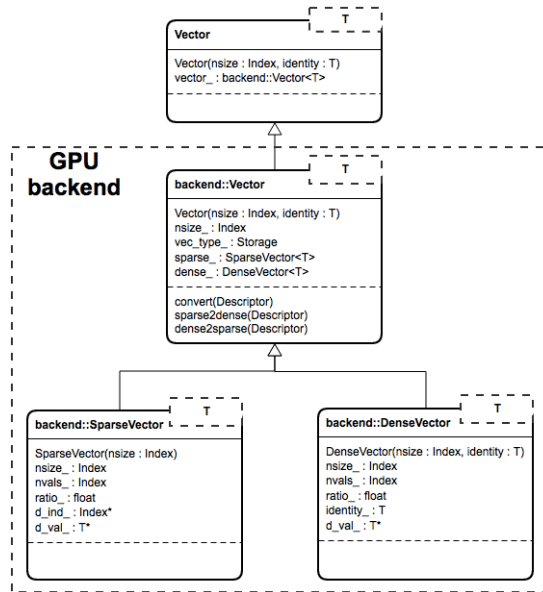 T
Vector
Vector(nsize : Index, identity : T)
vector_ : backend::Vector<T>
GPU
backend
T
backend::Vector
Vector(nsize : Index, identity : T)
nsize_ : Index
vec_type_ : Storage
sparse_ : SparseVector<T>
dense_ : DenseVector<T>
convert(Descriptor)
sparse2dense(Descriptor)
dense2sparse(Descriptor)
T
backend::SparseVector
SparseVector(nsize : Index)
nsize_ : Index
nvals_ : Index
ratio_ : float
d_ind_ : Index*
d_val_ : T*
T
backend::DenseVector
DenseVector(nsize : Index, identity : T)
nsize_ : Index
nvals_ : Index
ratio_ : float
identity_ : T
d_val_ : T*